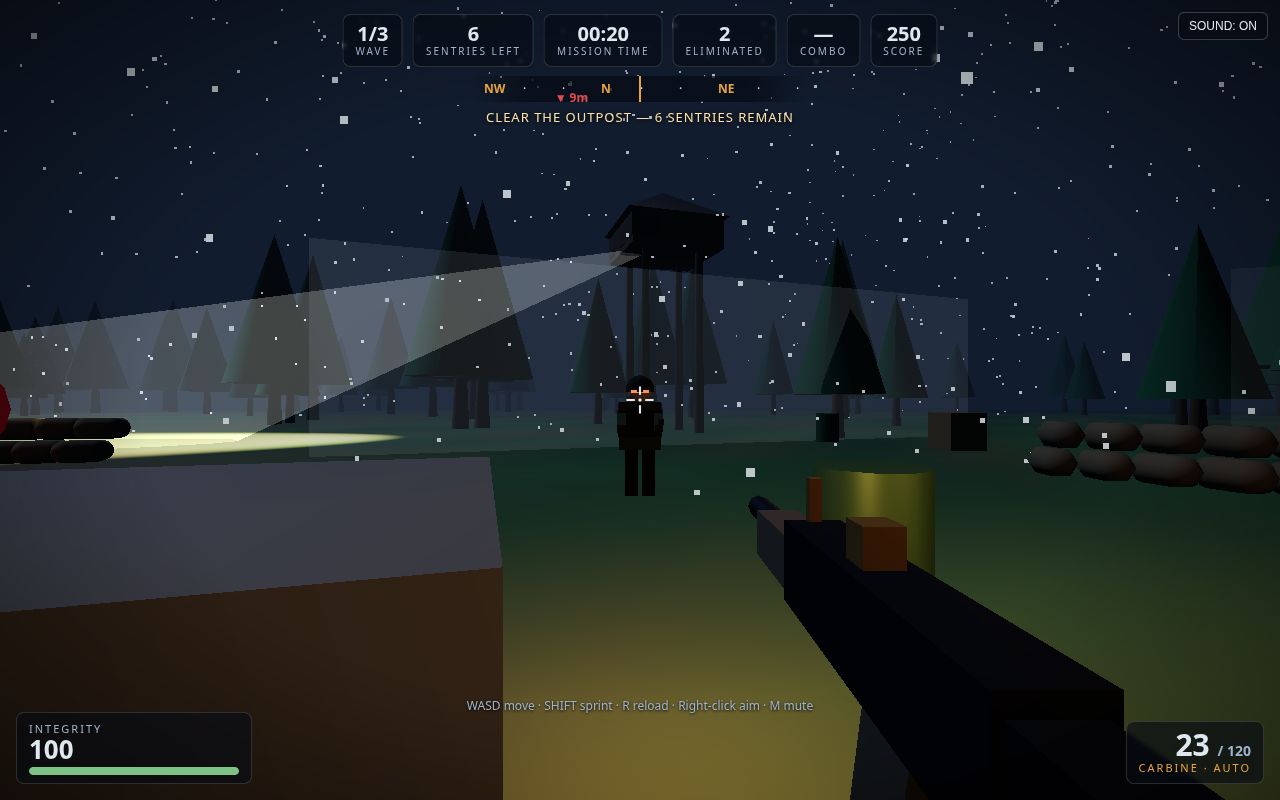 1/3
WAVE
6
SENTRIES LEFT
00:20
MISSION TIME
2
ELIMINATED
—
COMBO
250
SCORE
SOUND: ON
NW · N · · NE ·
▼ 9m
CLEAR THE OUTPOST — 6 SENTRIES REMAIN
WASD move · SHIFT sprint · R reload · Right-click aim · M mute
INTEGRITY
100
23 / 120
CARBINE · AUTO